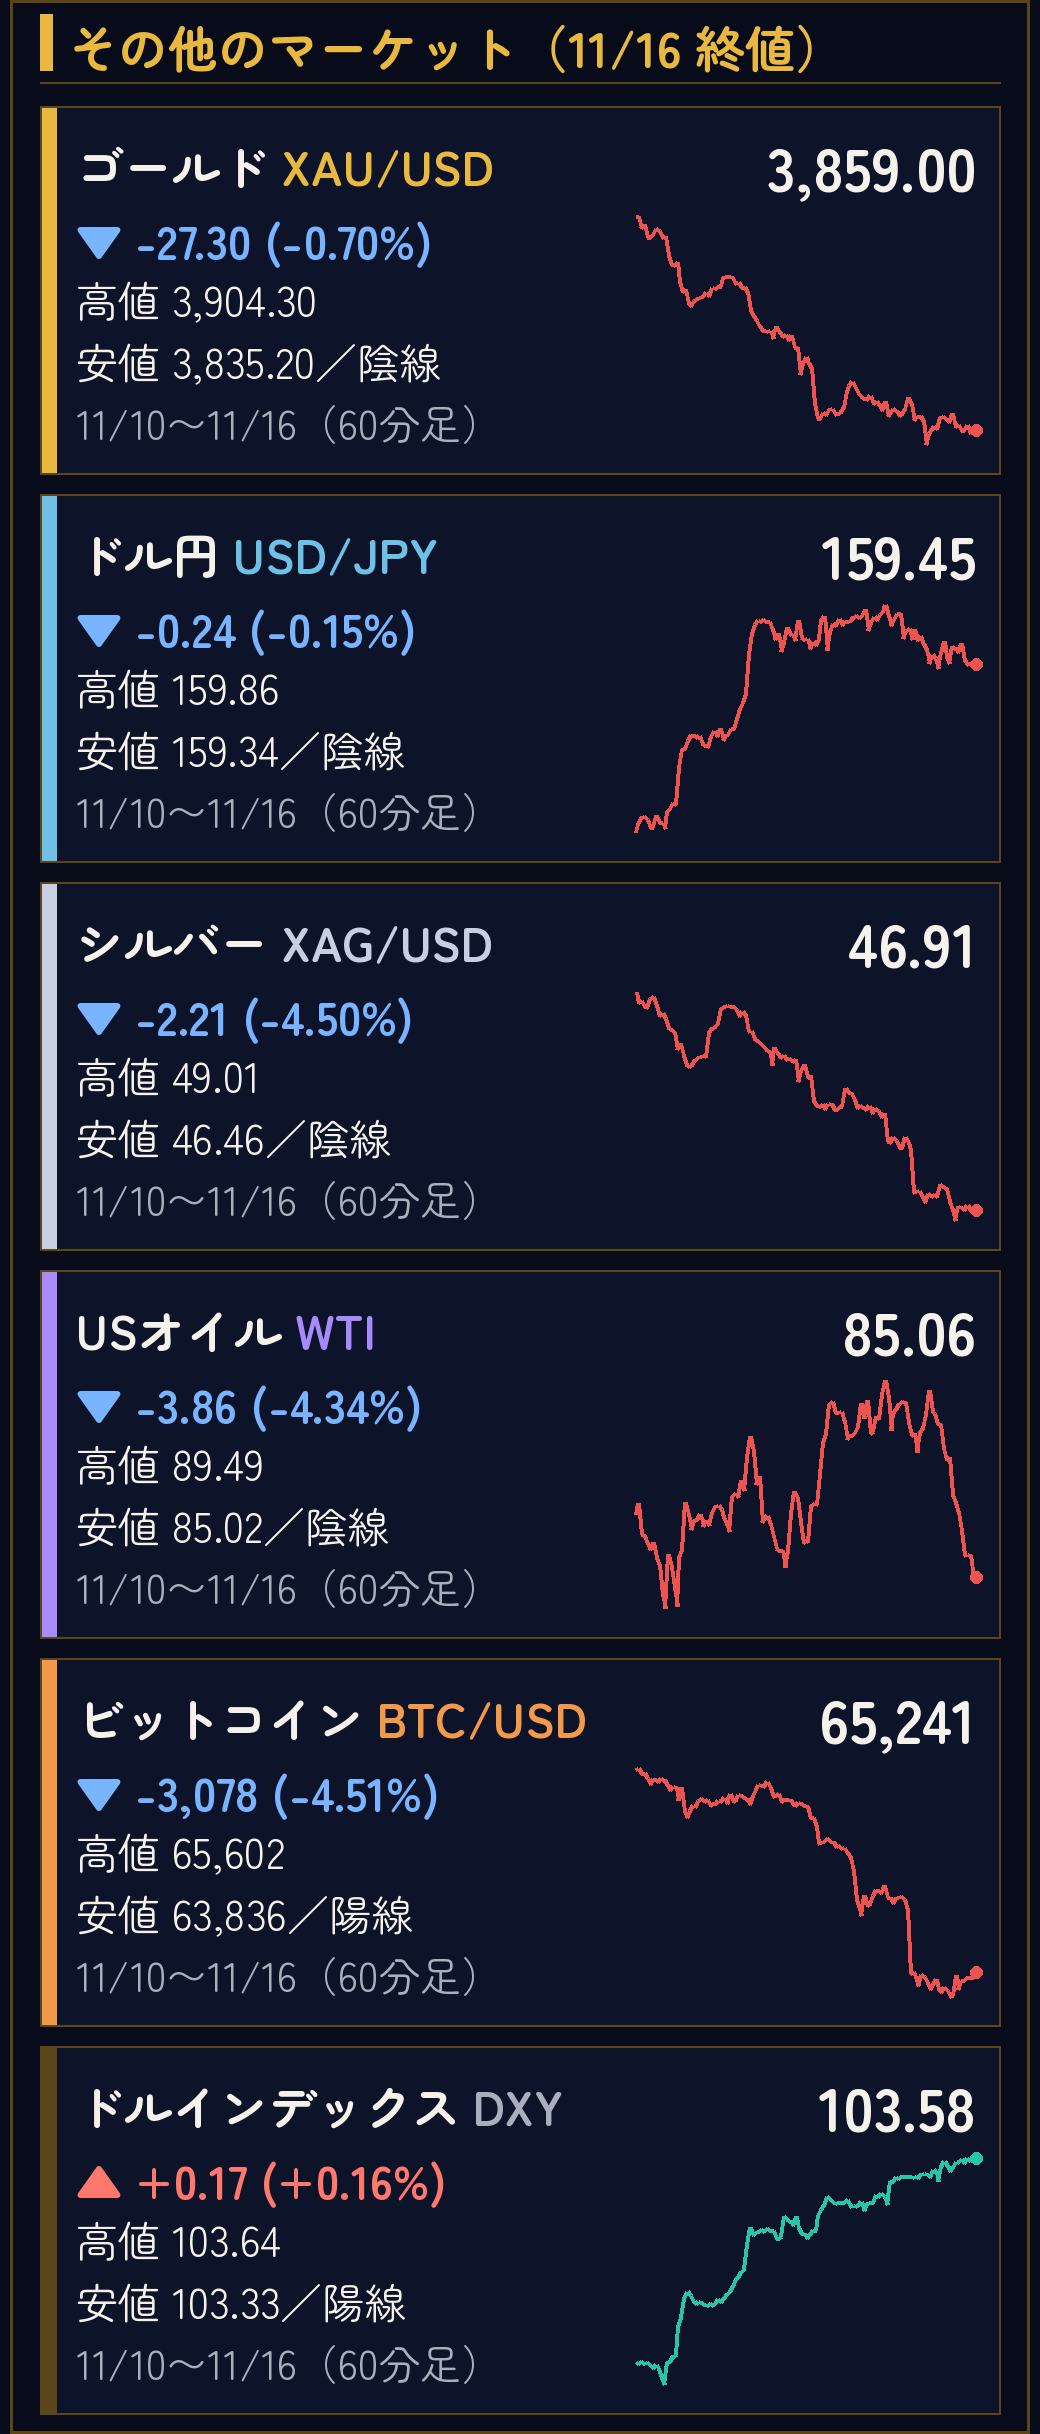 その他のマーケット（11/16 終値）
ゴールド XAU/USD 3,859.00
▼ -27.30 (-0.70%)
高値 3,904.30
安値 3,835.20／陰線
11/10〜11/16（60分足）
ドル円 USD/JPY 159.45
▼ -0.24 (-0.15%)
高値 159.86
安値 159.34／陰線
11/10〜11/16（60分足）
シルバー XAG/USD 46.91
▼ -2.21 (-4.50%)
高値 49.01
安値 46.46／陰線
11/10〜11/16（60分足）
USオイル WTI 85.06
▼ -3.86 (-4.34%)
高値 89.49
安値 85.02／陰線
11/10〜11/16（60分足）
ビットコイン BTC/USD 65,241
▼ -3,078 (-4.51%)
高値 65,602
安値 63,836／陽線
11/10〜11/16（60分足）
ドルインデックス DXY 103.58
▲ +0.17 (+0.16%)
高値 103.64
安値 103.33／陽線
11/10〜11/16（60分足）